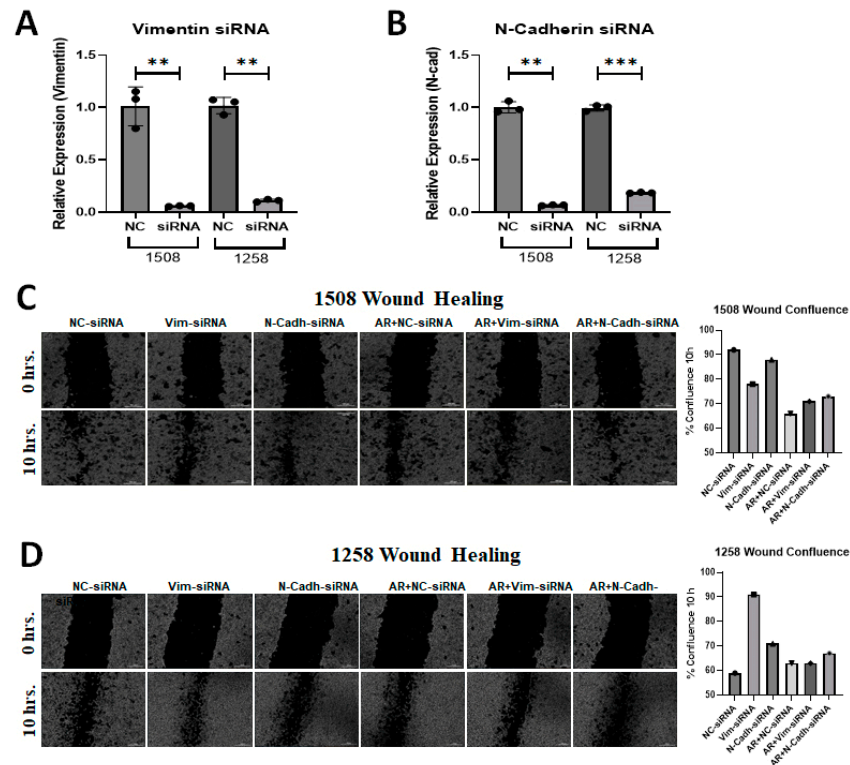 A
Vimentin siRNA
Relative Expression (Vimentin)
1.5
1.0
0.5
0.0
**
**
NC siRNA NC siRNA
1508 1258
B
N-Cadherin siRNA
Relative Expression (N-cad)
1.5
1.0
0.5
0.0
**
***
NC siRNA NC siRNA
1508 1258
C
1508 Wound Healing
NC-siRNA Vim-siRNA N-Cadh-siRNA AR+NC-siRNA AR+Vim-siRNA AR+N-Cadh-siRNA
0 hrs.
10 hrs.
1508 Wound Confluence
% Confluence 10h
100
90
80
70
60
50
NC-siRNA
Vim-siRNA
N-Cadh-siRNA
AR+NC-siRNA
AR+Vim-siRNA
AR+N-Cadh-siRNA
D
1258 Wound Healing
NC-siRNA Vim-siRNA N-Cadh-siRNA AR+NC-siRNA AR+Vim-siRNA AR+N-Cadh-
0 hrs.
10 hrs.
1258 Wound Confluence
% Confluence 10 h
100
90
80
70
60
50
NC-siRNA
Vim-siRNA
N-Cadh-siRNA
AR+NC-siRNA
AR+Vim-siRNA
AR+N-Cadh-siRNA